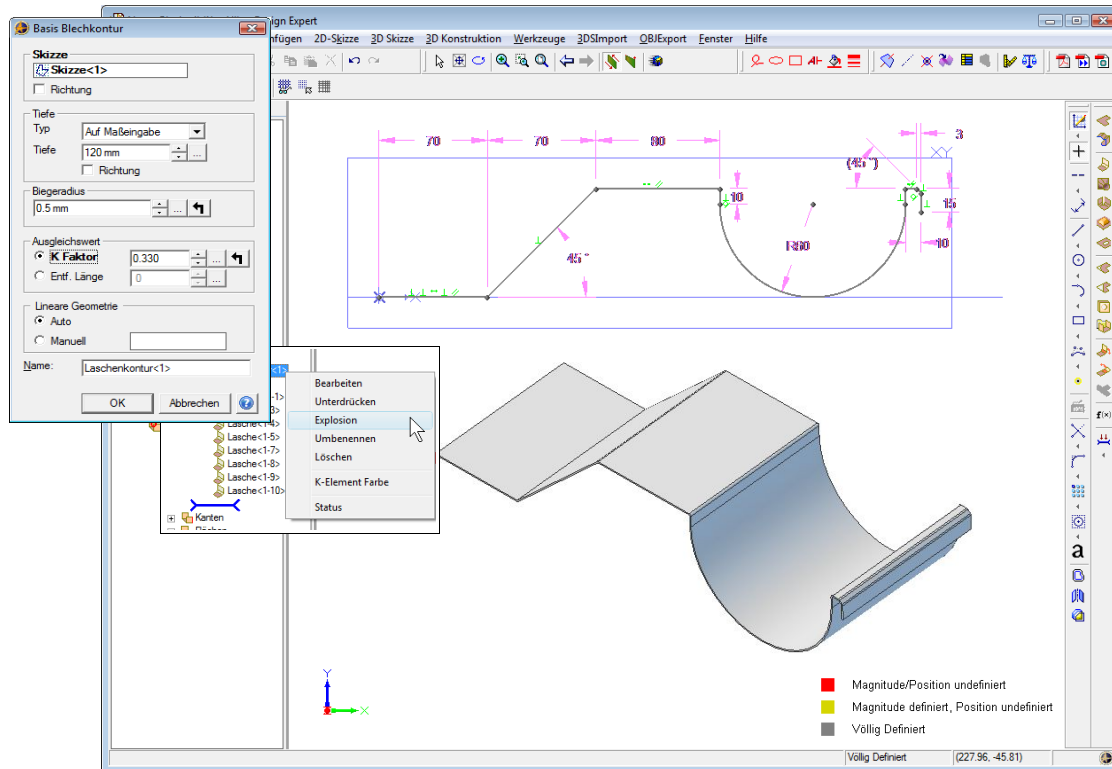 Design Expert
Basis Blechkontur
2D-Skizze 3D Skizze 3D Konstruktion Werkzeuge 3DSImport OBJExport Fenster Hilfe
Skizze
Skizze<1>
Richtung
Tiefe
Typ Auf Maßeingabe
Tiefe 120 mm ...
Richtung
Biegeradius
0.5 mm ...
Ausgleichswert
K Faktor 0.330 ...
Entf. Länge 0 ...
Lineare Geometrie
Auto
Manuell
Name: Laschenkontur<1>
OK Abbrechen ?
70 70 80 3
(45°) XY
10 15
R60 10
45°
Bearbeiten
Unterdrücken
Explosion
Umbenennen
Löschen
K-Element Farbe
Status
Lasche<1-4>
Lasche<1-5>
Lasche<1-7>
Lasche<1-8>
Lasche<1-9>
Lasche<1-10>
Kanten
f(x)
a
Y
X
Magnitude/Position undefiniert
Magnitude definiert, Position undefiniert
Völlig Definiert
Völlig Definiert (227.96, -45.81)